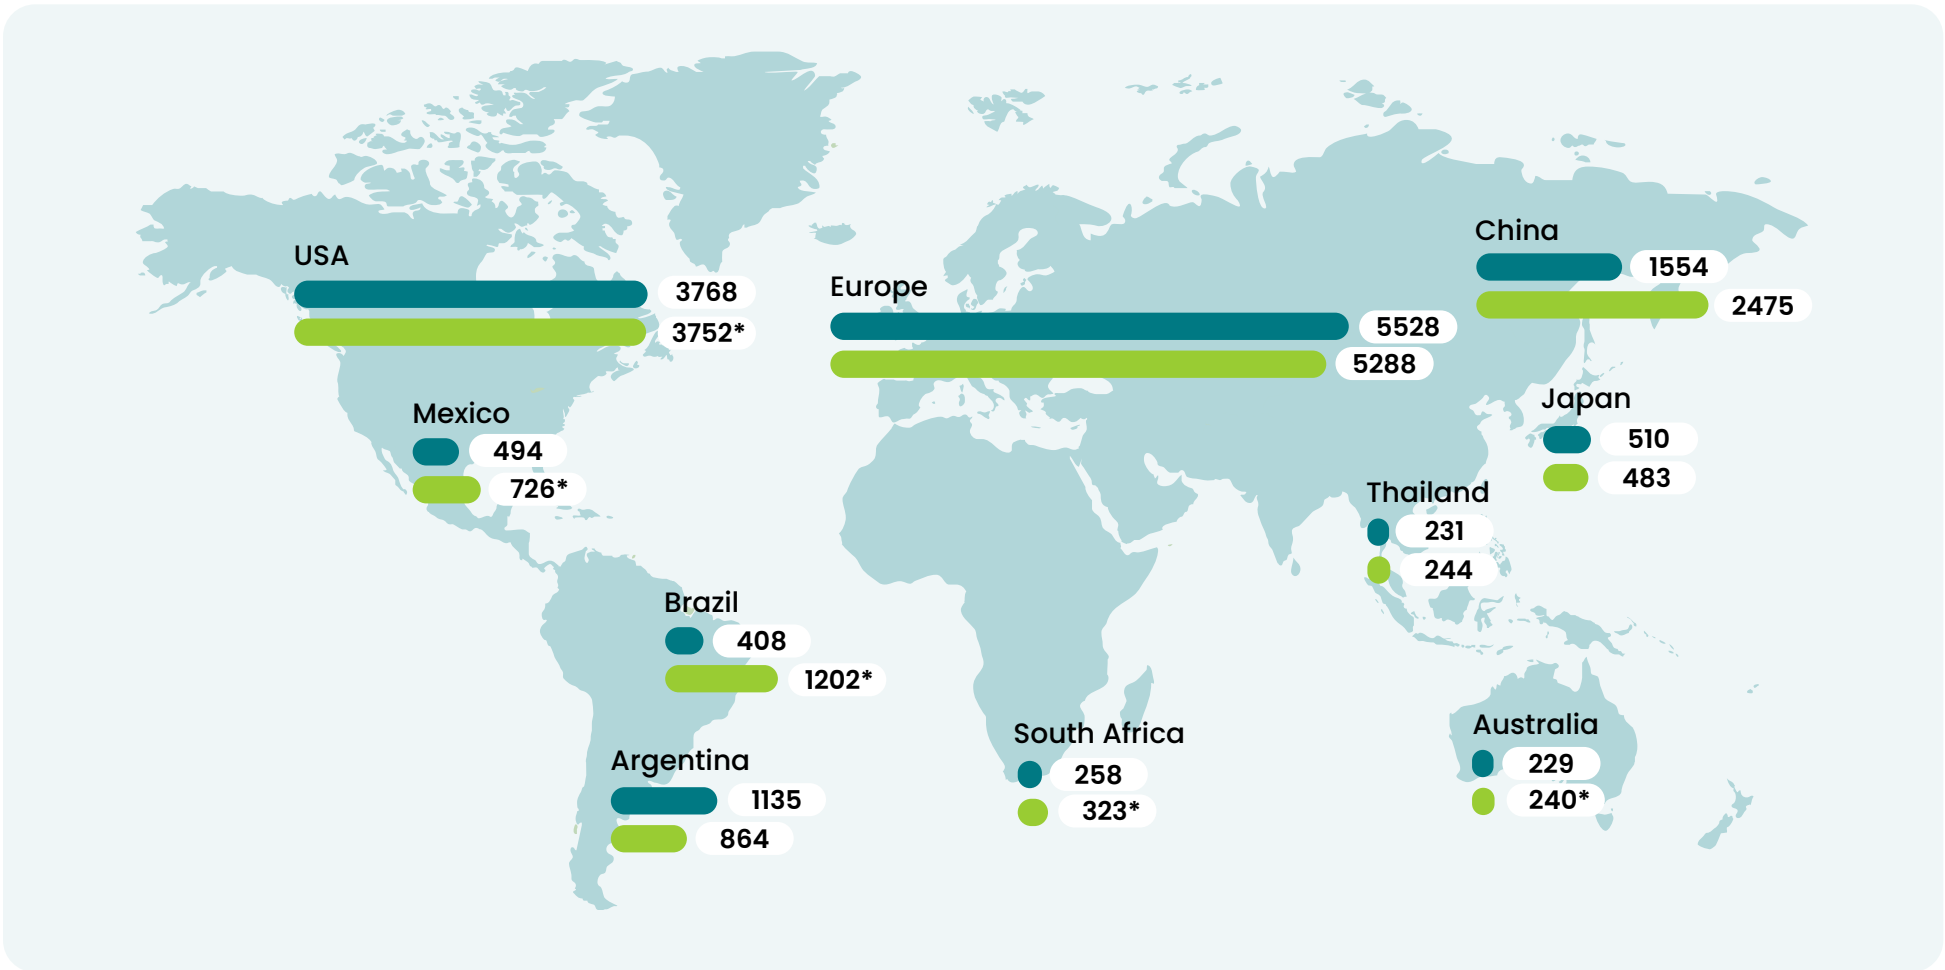 USA
3768
3752*
Mexico
494
726*
Brazil
408
1202*
Argentina
1135
864
Europe
5528
5288
South Africa
258
323*
China
1554
2475
Japan
510
483
Thailand
231
244
Australia
229
240*